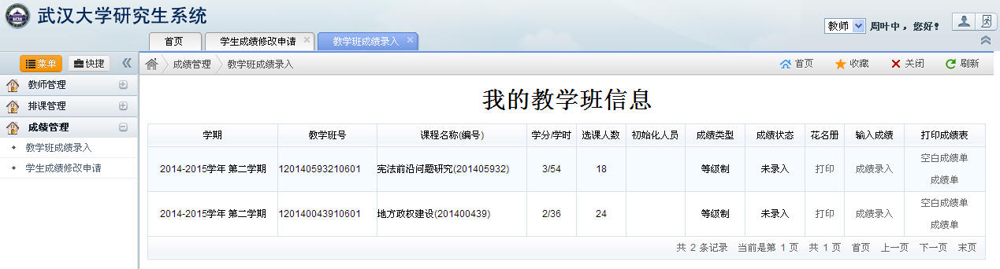 武汉大学研究生系统
教师 周叶中，您好！
首页 学生成绩修改申请 教学班成绩录入
菜单 快捷
成绩管理 教学班成绩录入 首页 收藏 关闭 刷新
教师管理
排课管理
成绩管理
教学班成绩录入
学生成绩修改申请
我的教学班信息
学期 教学班号 课程名称(编号) 学分/学时 选课人数 初始化人员 成绩类型 成绩状态 花名册 输入成绩 打印成绩表
2014-2015学年 第二学期 120140593210601 宪法前沿问题研究(201405932) 3/54 18 等级制 未录入 打印 成绩录入 空白成绩单
成绩单
2014-2015学年 第二学期 120140043910601 地方政权建设(201400439) 2/36 24 等级制 未录入 打印 成绩录入 空白成绩单
成绩单
共 2 条记录 当前是第 1 页 共 1 页 首页 上一页 下一页 末页